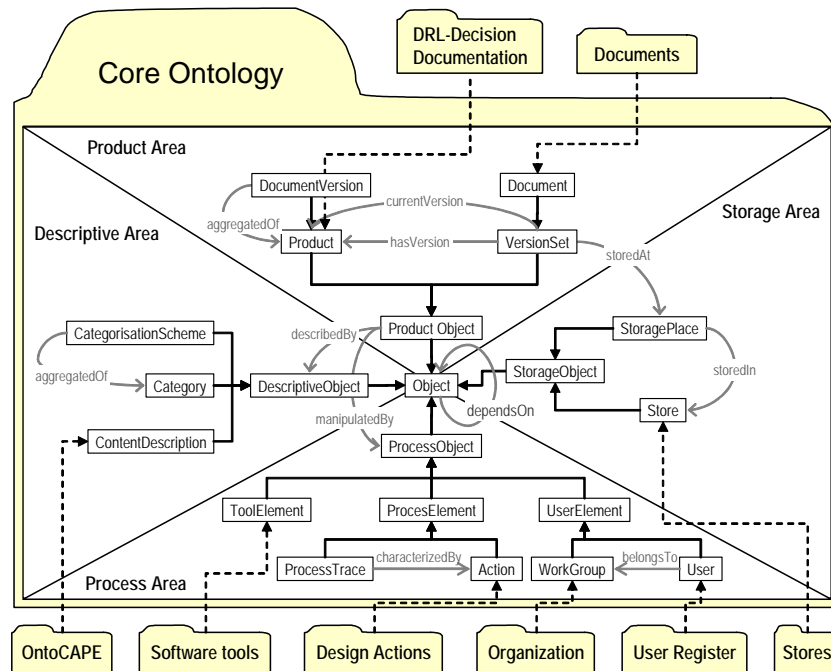 DRL-Decision
Documentation
Documents
Core Ontology
Product Area
DocumentVersion
Document
currentVersion
aggregatedOf
Storage Area
Descriptive Area
Product
hasVersion
VersionSet
storedAt
CategorisationScheme
describedBy
Product Object
StoragePlace
aggregatedOf
Category
DescriptiveObject
Object
StorageObject
storedIn
dependsOn
manipulatedBy
Store
ContentDescription
ProcessObject
ToolElement
ProcesElement
UserElement
ProcessTrace
characterizedBy
Action
WorkGroup
belongsTo
User
Process Area
OntoCAPE
Software tools
Design Actions
Organization
User Register
Stores